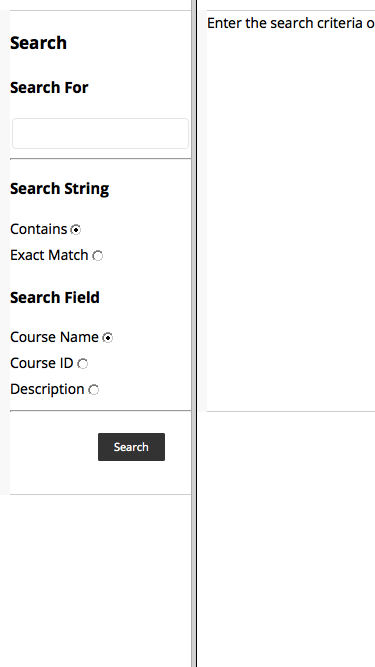 Search
Search For
Search String
Contains
Exact Match
Search Field
Course Name
Course ID
Description
Search
Enter the search criteria o